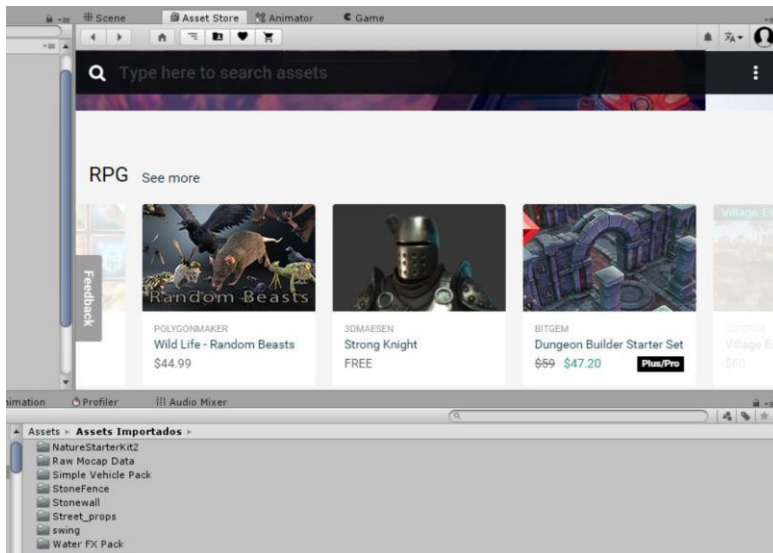 Scene Asset Store Animator Game
Type here to search assets
RPG See more
Feedback
Village E
Random Beasts
POLYGONMAKER
Wild Life - Random Beasts
$44.99
3DMAESEN
Strong Knight
FREE
BITGEM
Dungeon Builder Starter Set
$59 $47.20 Plus/Pro
Village E
$60
nimation Profiler Audio Mixer
Assets Assets Importados
NatureStarterKit2
Raw Mocap Data
Simple Vehicle Pack
StoneFence
Stonewall
Street_props
swing
Water FX Pack